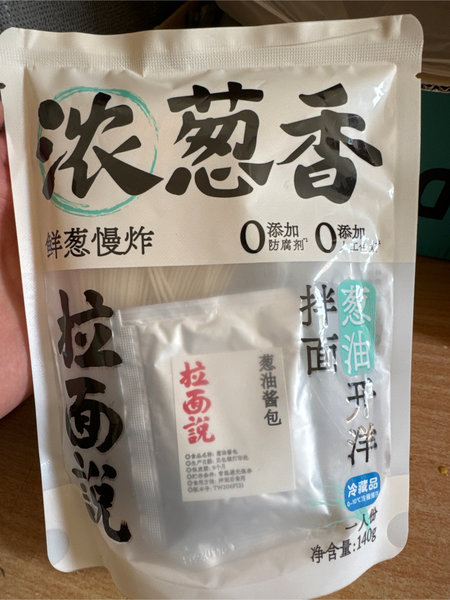 浓葱香
鲜葱慢炸
0添加
防腐剂
0添加
拉面説
葱油开洋
拌面
冷藏品
一人份
净含量:140g
葱油酱包
拉面説